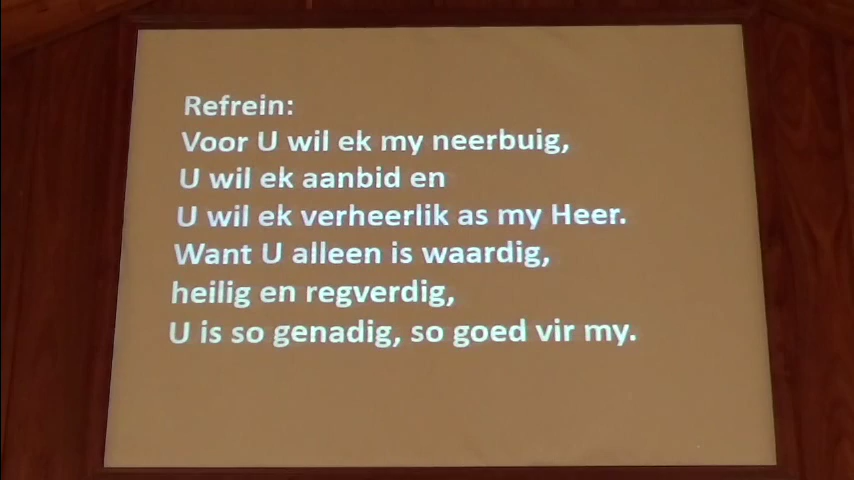 Refrein:
Voor U wil ek my neerbuig,
U wil ek aanbid en
U wil ek verheerlik as my Heer.
Want U alleen is waardig,
heilig en regverdig,
U is so genadig, so goed vir my.